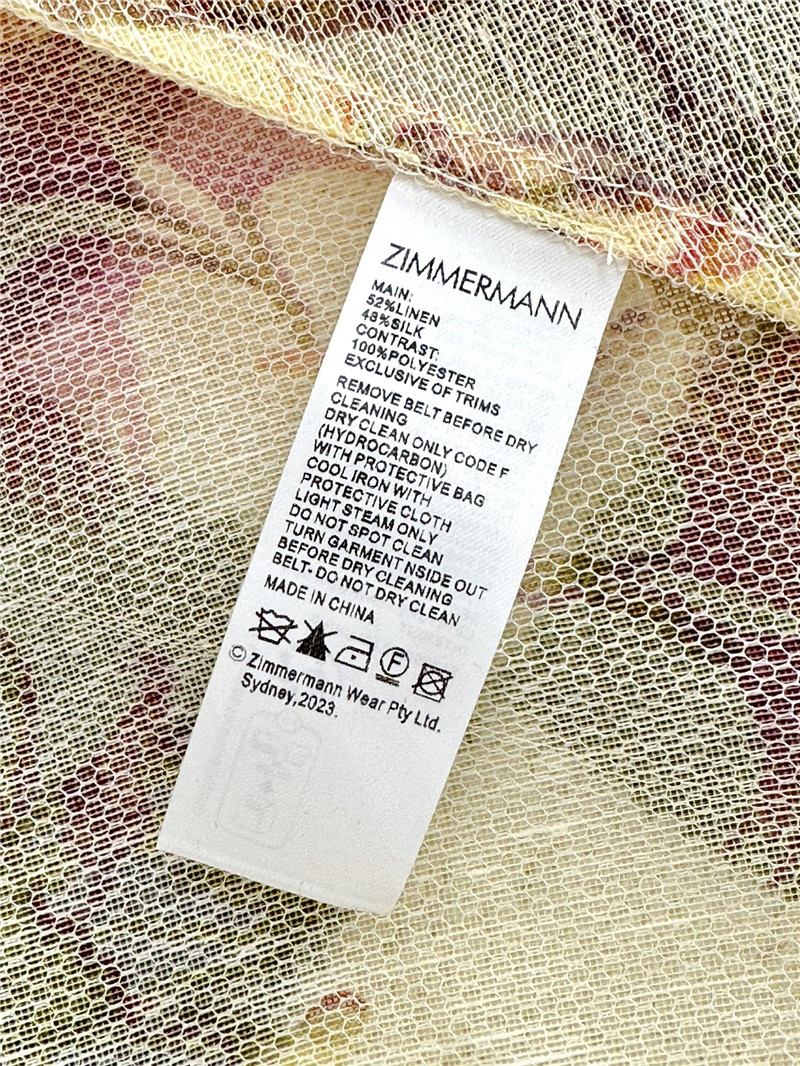 ZIMMERMANN
MAIN:
52%LINEN
48%SILK
CONTRAST:
100%POLYESTER
EXCLUSIVE OF TRIMS
REMOVE BELT BEFORE DRY
CLEANING
DRY CLEAN ONLY CODE F
(HYDROCARBON)
WITH PROTECTIVE BAG
COOL IRON WITH
PROTECTIVE CLOTH
LIGHT STEAM ONLY
DO NOT SPOT CLEAN
TURN GARMENT NSIDE OUT
BEFORE DRY CLEANING
BELT- DO NOT DRY CLEAN
MADE IN CHINA
F
© Zimmermann Wear Pty Ltd.
Sydney,2023.